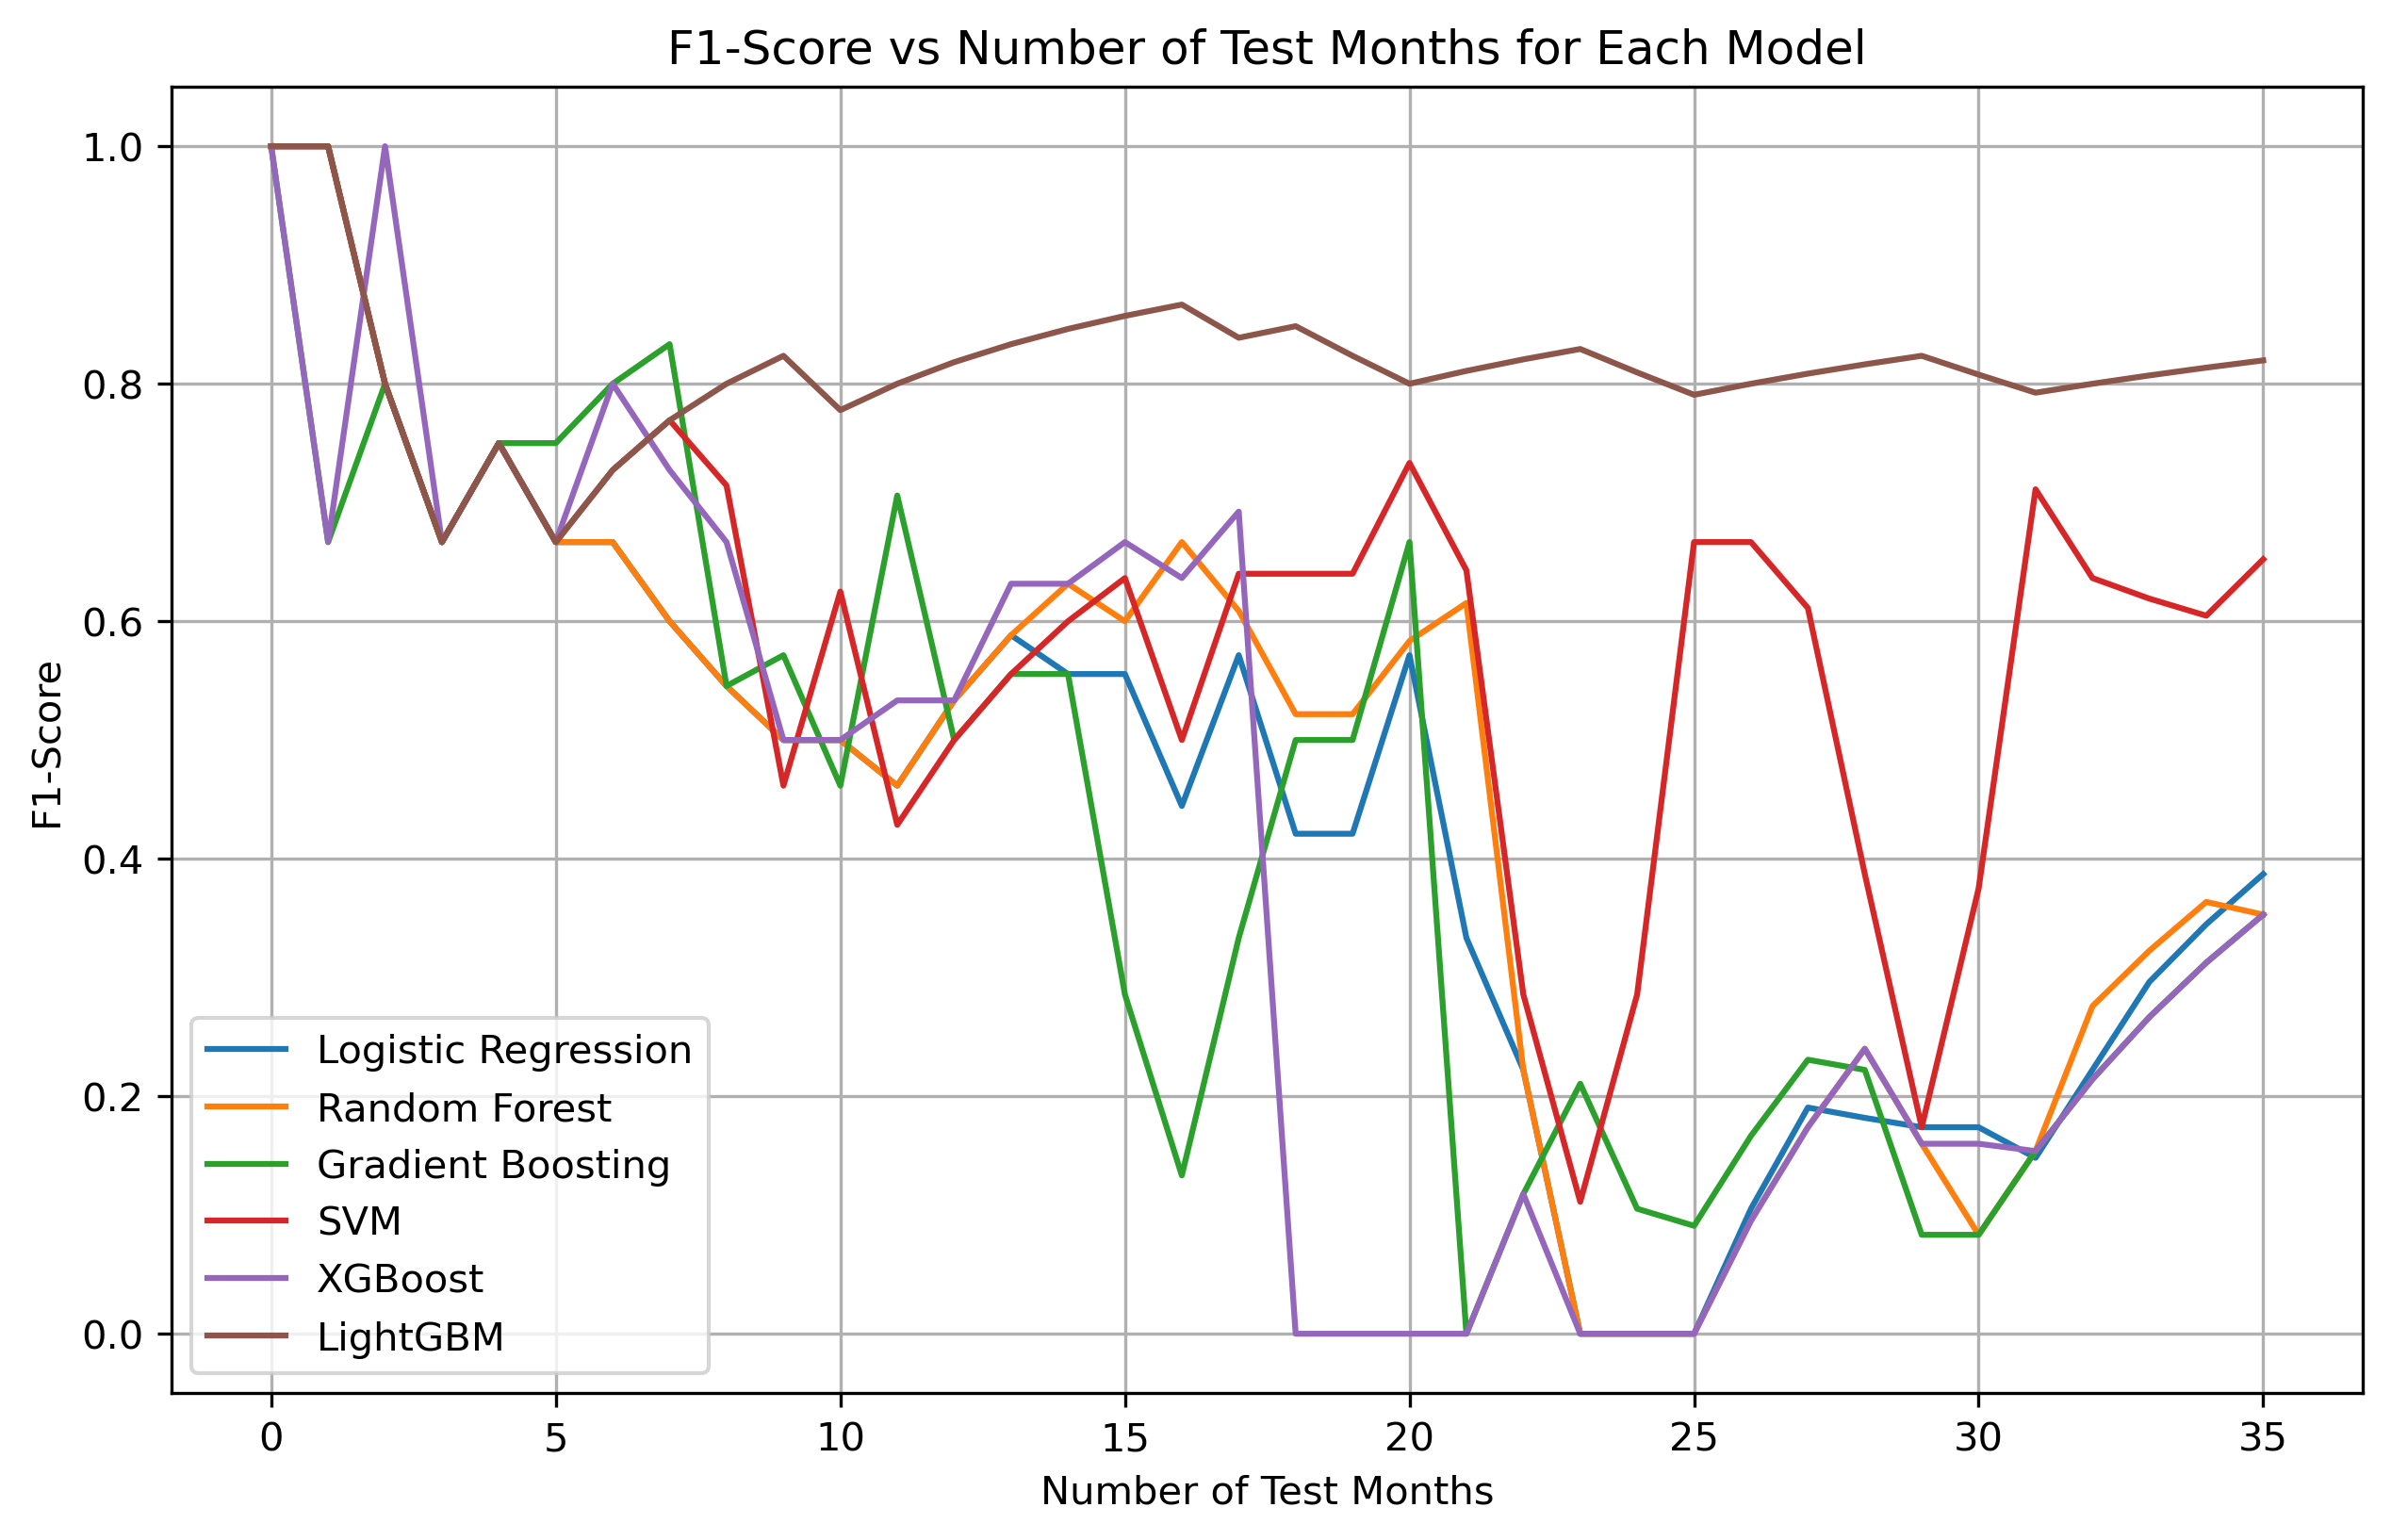 F1-Score vs Number of Test Months for Each Model
F1-Score
1.0
0.8
0.6
0.4
0.2
0.0
Logistic Regression
Random Forest
Gradient Boosting
SVM
XGBoost
LightGBM
0 5 10 15 20 25 30 35
Number of Test Months